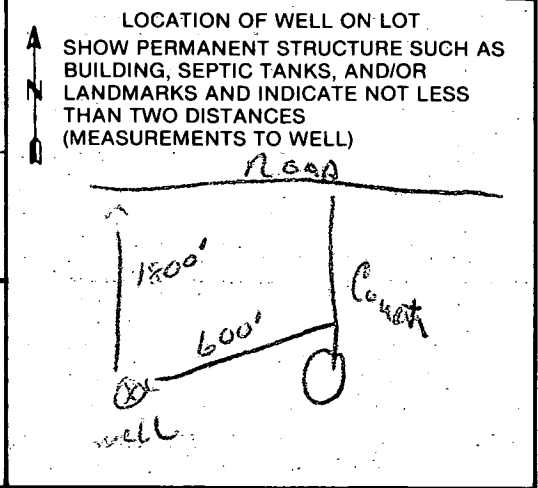 LOCATION OF WELL ON LOT
SHOW PERMANENT STRUCTURE SUCH AS
BUILDING, SEPTIC TANKS, AND/OR
N LANDMARKS AND INDICATE NOT LESS
THAN TWO DISTANCES
(MEASUREMENTS TO WELL)
ROAD
1800'
600'
well